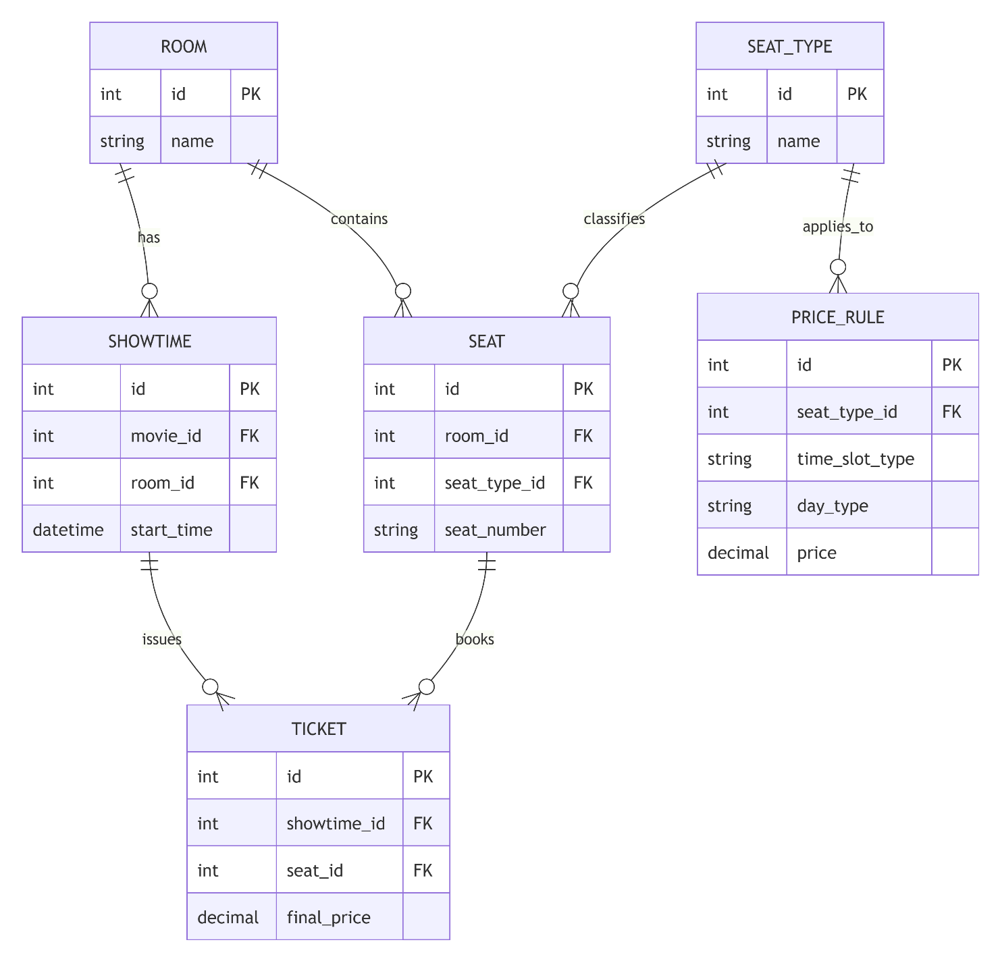 ROOM
int id PK
string name
SEAT_TYPE
int id PK
string name
has
contains
classifies
applies_to
SHOWTIME
int id PK
int movie_id FK
int room_id FK
datetime start_time
SEAT
int id PK
int room_id FK
int seat_type_id FK
string seat_number
PRICE_RULE
int id PK
int seat_type_id FK
string time_slot_type
string day_type
decimal price
issues
books
TICKET
int id PK
int showtime_id FK
int seat_id FK
decimal final_price